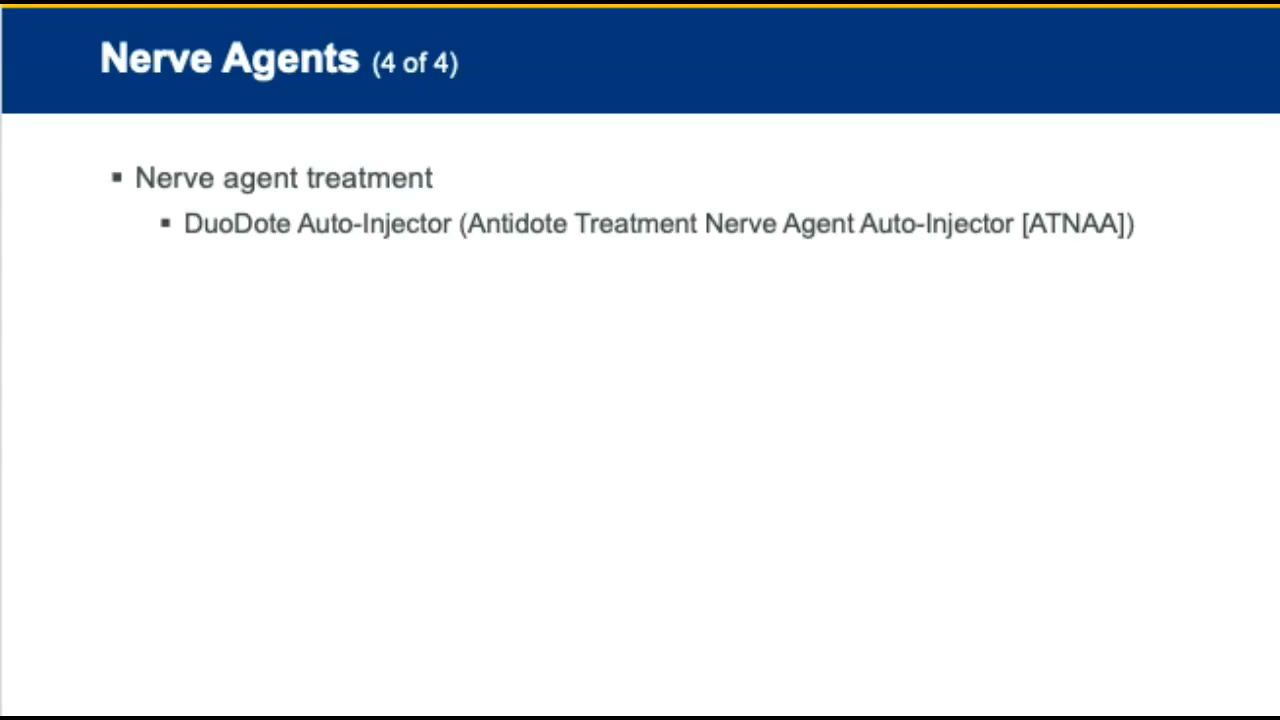 Nerve Agents (4 of 4)
▪ Nerve agent treatment
▪ DuoDote Auto-Injector (Antidote Treatment Nerve Agent Auto-Injector [ATNAA])